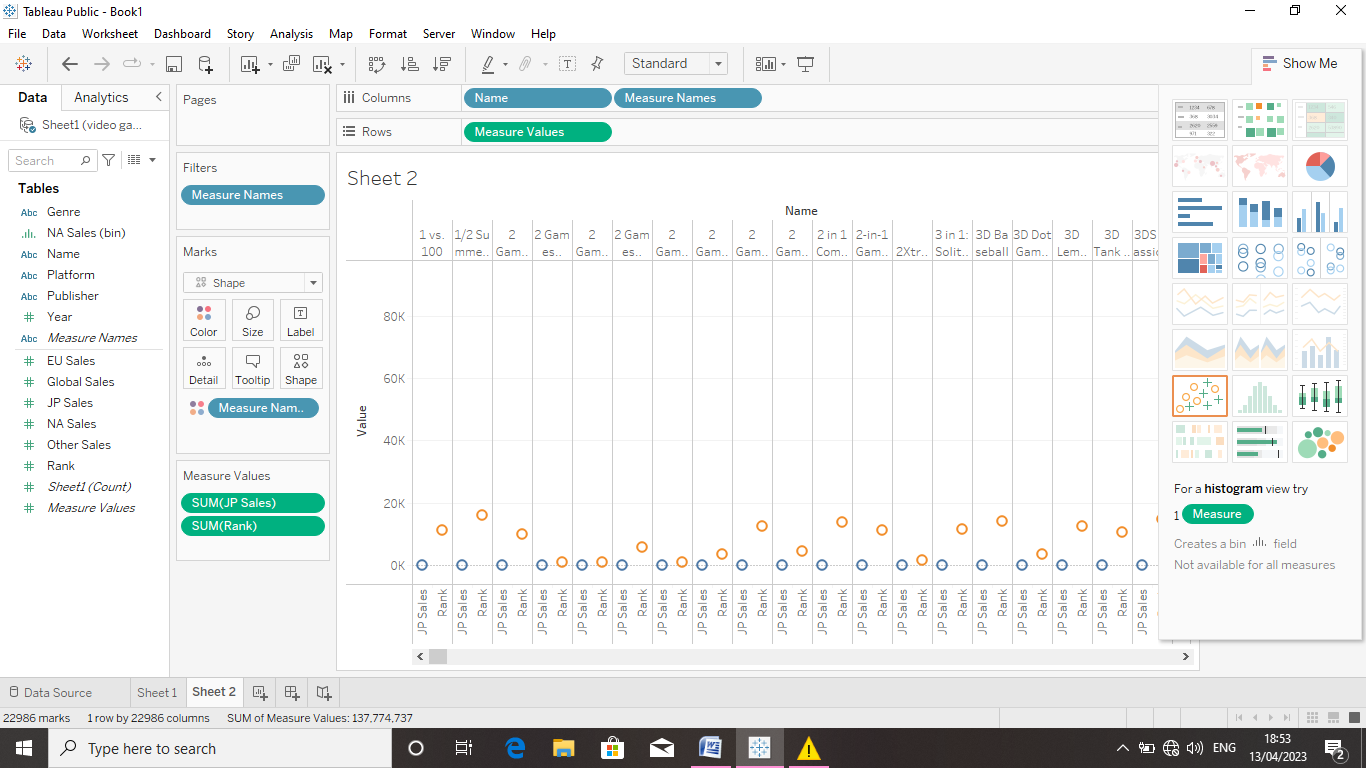 Tableau Public - Book1
File Data Worksheet Dashboard Story Analysis Map Format Server Window Help
Standard
Show Me
Data Analytics
Sheet1 (video ga...
Search
Tables
Abc Genre
NA Sales (bin)
Abc Name
Abc Platform
Abc Publisher
Year
Abc Measure Names
EU Sales
Global Sales
JP Sales
NA Sales
Other Sales
Rank
Sheet1 (Count)
Measure Values
Pages
Filters
Measure Names
Marks
Shape
Color Size Label
Detail Tooltip Shape
Measure Nam..
Measure Values
SUM(JP Sales)
SUM(Rank)
Columns Name Measure Names
Rows Measure Values
Sheet 2
Name
1 vs. 1/2 Su 2 2 Gam 2 2 Gam 2 2 2 2 2 in 1 2-in-1 2Xtr.. 3 in 1: 3D Ba 3D Dot 3D 3D 3DS
100 mme.. Gam.. es.. Gam.. es.. Gam.. Gam.. Gam.. Gam.. Com.. Gam.. Solit.. seball Gam.. Lem.. Tank .. assic
Value
80K
60K
40K
20K
0K
JP Sales Rank JP Sales Rank JP Sales Rank JP Sales Rank JP Sales Rank JP Sales Rank JP Sales Rank JP Sales Rank JP Sales Rank JP Sales Rank JP Sales Rank JP Sales Rank JP Sales Rank JP Sales Rank JP Sales Rank JP Sales Rank JP Sales Rank JP Sales Rank JP Sales
For a histogram view try
1 Measure
Creates a bin field
Not available for all measures
Data Source Sheet 1 Sheet 2
22986 marks 1 row by 22986 columns SUM of Measure Values: 137,774,737
Type here to search
ENG
18:53
13/04/2023
2